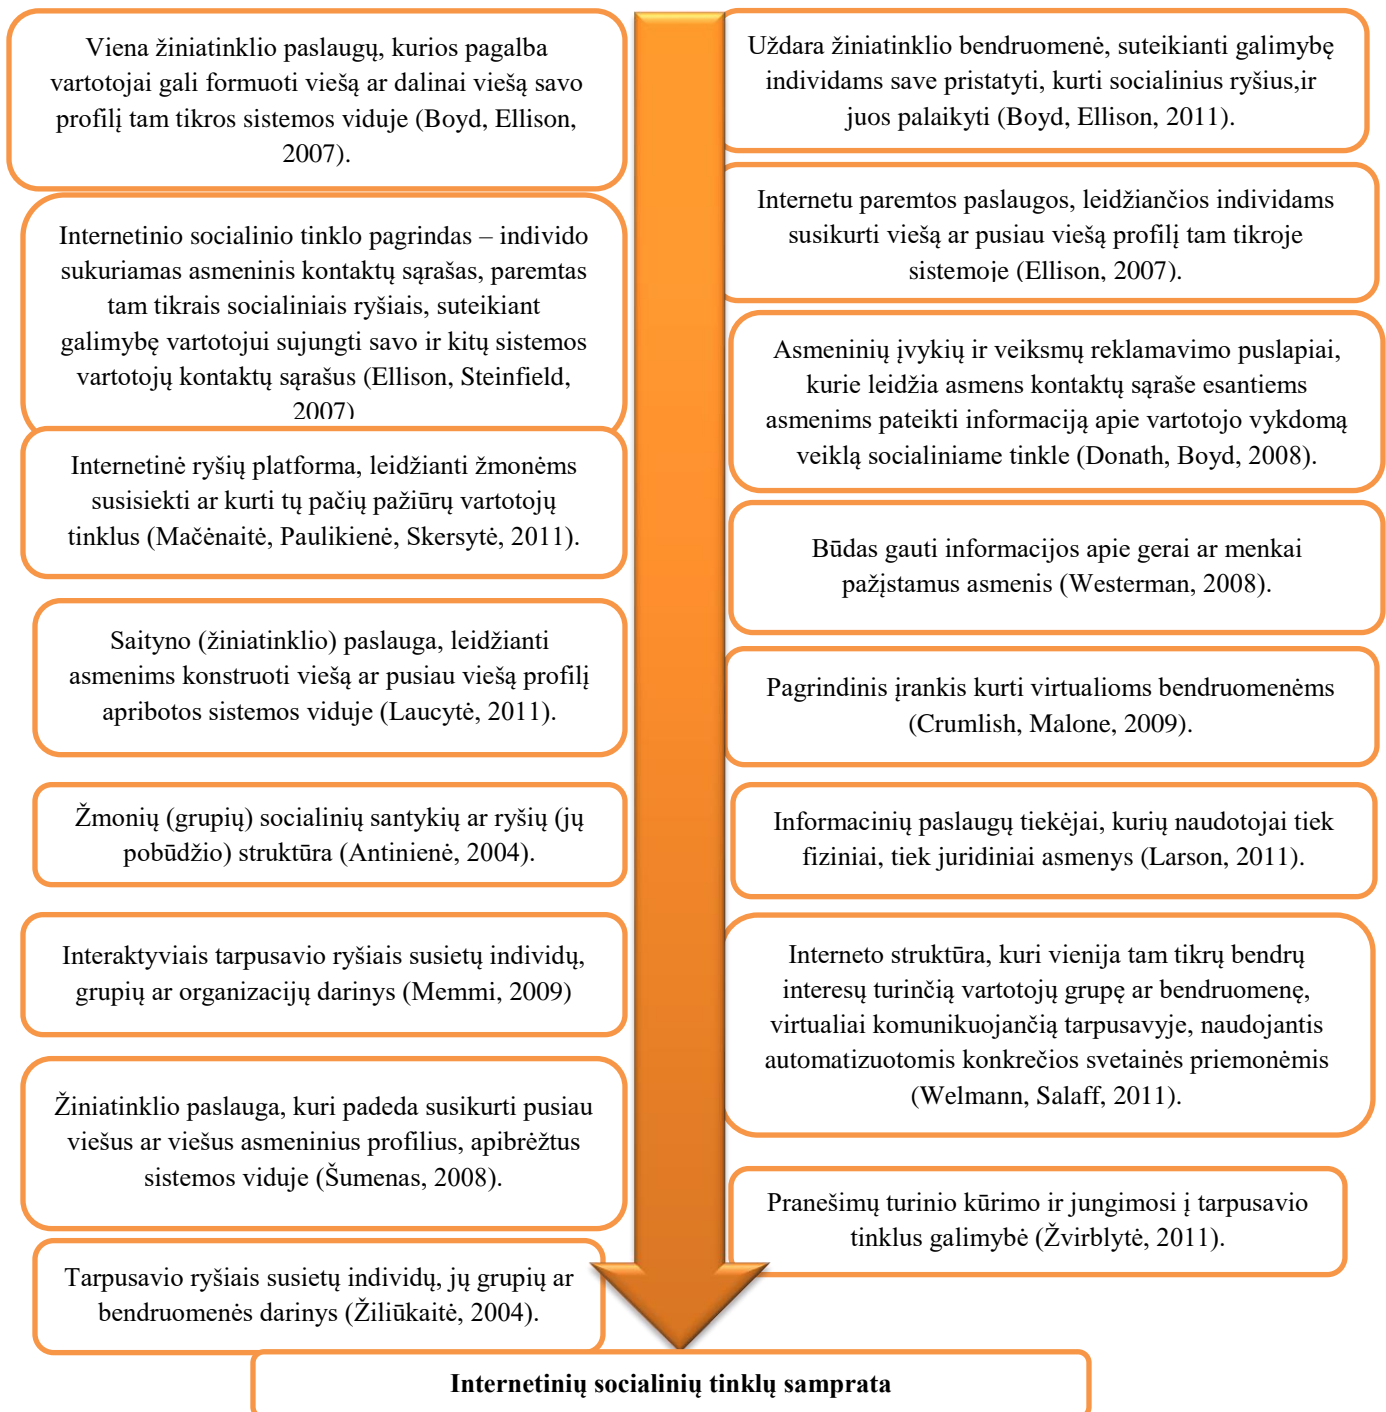 Viena žiniatinklio paslaugų, kurios pagalba
vartotojai gali formuoti viešą ar dalinai viešą savo
profilį tam tikros sistemos viduje (Boyd, Ellison,
2007).
Internetinio socialinio tinklo pagrindas – individo
sukuriamas asmeninis kontaktų sąrašas, paremtas
tam tikrais socialiniais ryšiais, suteikiant
galimybę vartotojui sujungti savo ir kitų sistemos
vartotojų kontaktų sąrašus (Ellison, Steinfield,
2007)
Internetinė ryšių platforma, leidžianti žmonėms
susisiekti ar kurti tų pačių pažiūrų vartotojų
tinklus (Mačėnaitė, Paulikienė, Skersytė, 2011).
Saityno (žiniatinklio) paslauga, leidžianti
asmenims konstruoti viešą ar pusiau viešą profilį
apribotos sistemos viduje (Laucytė, 2011).
Žmonių (grupių) socialinių santykių ar ryšių (jų
pobūdžio) struktūra (Antinienė, 2004).
Interaktyviais tarpusavio ryšiais susietų individų,
grupių ar organizacijų darinys (Memmi, 2009)
Žiniatinklio paslauga, kuri padeda susikurti pusiau
viešus ar viešus asmeninius profilius, apibrėžtus
sistemos viduje (Šumenas, 2008).
Tarpusavio ryšiais susietų individų, jų grupių ar
bendruomenės darinys (Žiliūkaitė, 2004).
Uždara žiniatinklio bendruomenė, suteikianti galimybę
individams save pristatyti, kurti socialinius ryšius,ir
juos palaikyti (Boyd, Ellison, 2011).
Internetu paremtos paslaugos, leidžiančios individams
susikurti viešą ar pusiau viešą profilį tam tikroje
sistemoje (Ellison, 2007).
Asmeninių įvykių ir veiksmų reklamavimo puslapiai,
kurie leidžia asmens kontaktų sąraše esantiems
asmenims pateikti informaciją apie vartotojo vykdomą
veiklą socialiniame tinkle (Donath, Boyd, 2008).
Būdas gauti informacijos apie gerai ar menkai
pažįstamus asmenis (Westerman, 2008).
Pagrindinis įrankis kurti virtualioms bendruomenėms
(Crumlish, Malone, 2009).
Informacinių paslaugų tiekėjai, kurių naudotojai tiek
fiziniai, tiek juridiniai asmenys (Larson, 2011).
Interneto struktūra, kuri vienija tam tikrų bendrų
interesų turinčią vartotojų grupę ar bendruomenę,
virtualiai komunikuojančią tarpusavyje, naudojantis
automatizuotomis konkrečios svetainės priemonėmis
(Welmann, Salaff, 2011).
Pranešimų turinio kūrimo ir jungimosi į tarpusavio
tinklus galimybė (Žvirblytė, 2011).
Internetinių socialinių tinklų samprata